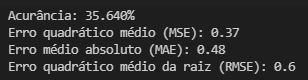 Acurância: 35.640%
Erro quadrático médio (MSE): 0.37
Erro médio absoluto (MAE): 0.48
Erro quadrático médio da raiz (RMSE): 0.6